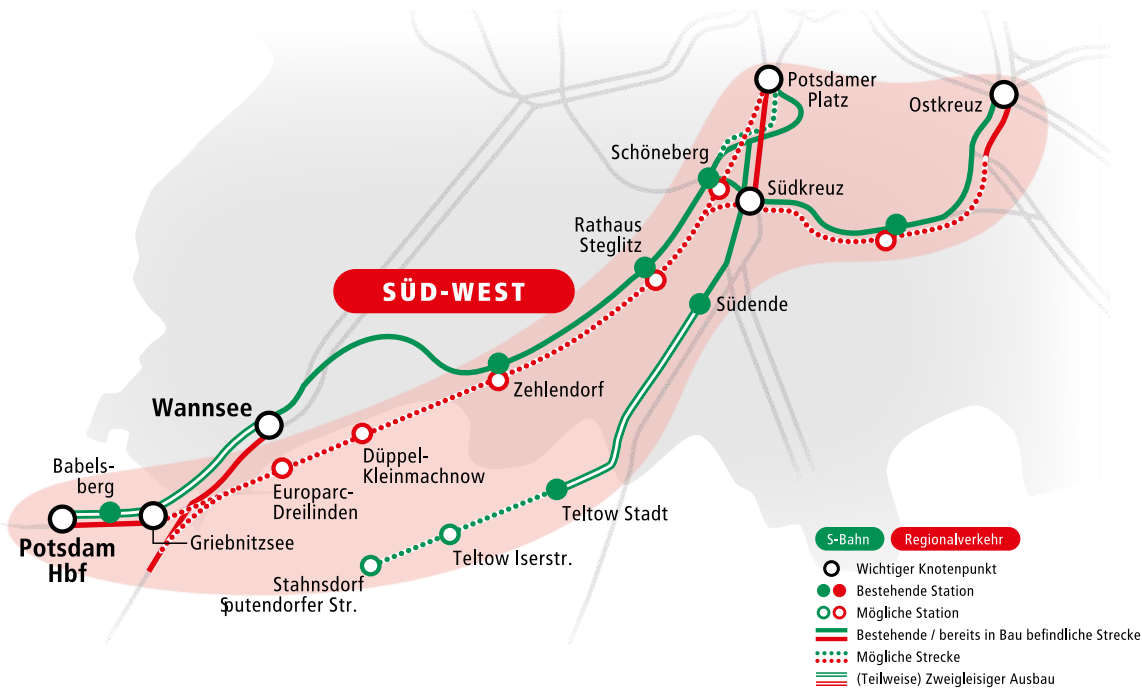 Potsdamer
Platz
Ostkreuz
Schöneberg
Südkreuz
Rathaus
Steglitz
SÜD-WEST
Südende
Zehlendorf
Wannsee
Düppel-
Kleinmachnow
Babels-
berg
Europarc-
Dreilinden
Teltow Stadt
Potsdam
Hbf
Griebnitzsee
Teltow Iserstr.
Stahnsdorf
Sputendorfer Str.
S-Bahn
Regionalverkehr
Wichtiger Knotenpunkt
Bestehende Station
Mögliche Station
Bestehende / bereits in Bau befindliche Strecke
Mögliche Strecke
(Teilweise) Zweigleisiger Ausbau